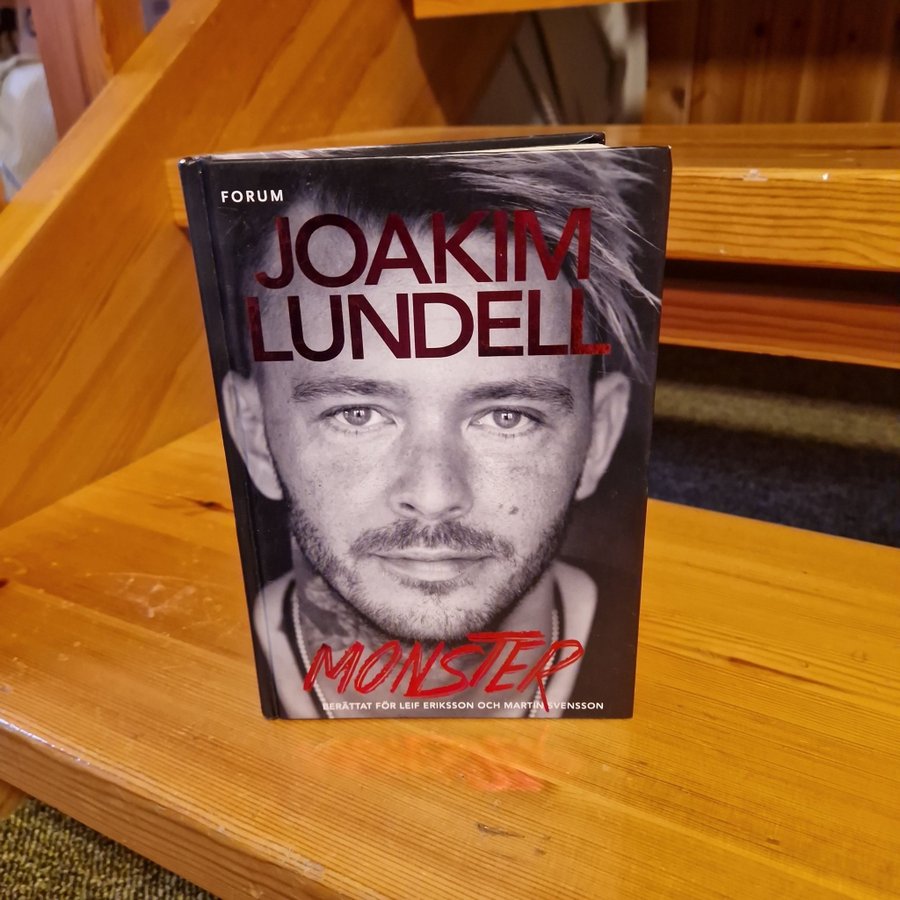 FORUM
JOAKIM
LUNDELL
MONSTER
BERÄTTAT FÖR LEIF ERIKSSON OCH MARTIN SVENSSON